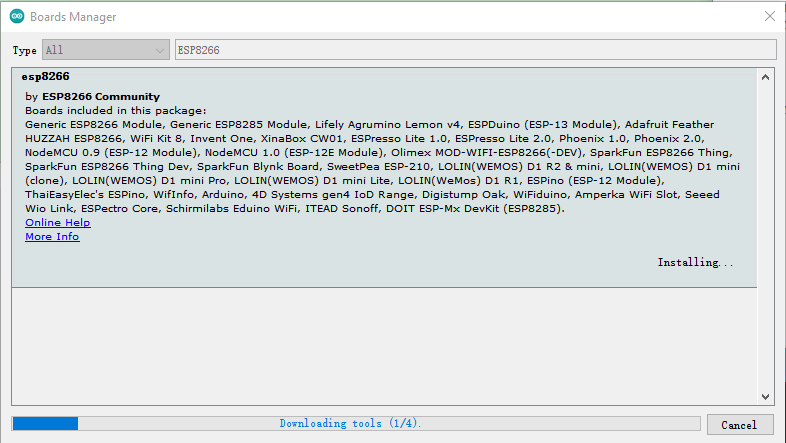 Boards Manager
Type All ESP8266
esp8266
by ESP8266 Community
Boards included in this package:
Generic ESP8266 Module, Generic ESP8285 Module, Lifely Agrumino Lemon v4, ESPDuino (ESP-13 Module), Adafruit Feather
HUZZAH ESP8266, WiFi Kit 8, Invent One, XinaBox CW01, ESPresso Lite 1.0, ESPresso Lite 2.0, Phoenix 1.0, Phoenix 2.0,
NodeMCU 0.9 (ESP-12 Module), NodeMCU 1.0 (ESP-12E Module), Olimex MOD-WIFI-ESP8266(-DEV), SparkFun ESP8266 Thing,
SparkFun ESP8266 Thing Dev, SparkFun Blynk Board, SweetPea ESP-210, LOLIN(WEMOS) D1 R2 & mini, LOLIN(WEMOS) D1 mini
(clone), LOLIN(WEMOS) D1 mini Pro, LOLIN(WEMOS) D1 mini Lite, LOLIN(WeMos) D1 R1, ESPino (ESP-12 Module),
ThaiEasyElec's ESPino, WifInfo, Arduino, 4D Systems gen4 IoD Range, Digistump Oak, WiFiduino, Amperka WiFi Slot, Seeed
Wio Link, ESPectro Core, Schirmilabs Eduino WiFi, ITEAD Sonoff, DOIT ESP-Mx DevKit (ESP8285).
Online Help
More Info
Installing...
Downloading tools (1/4).
Cancel